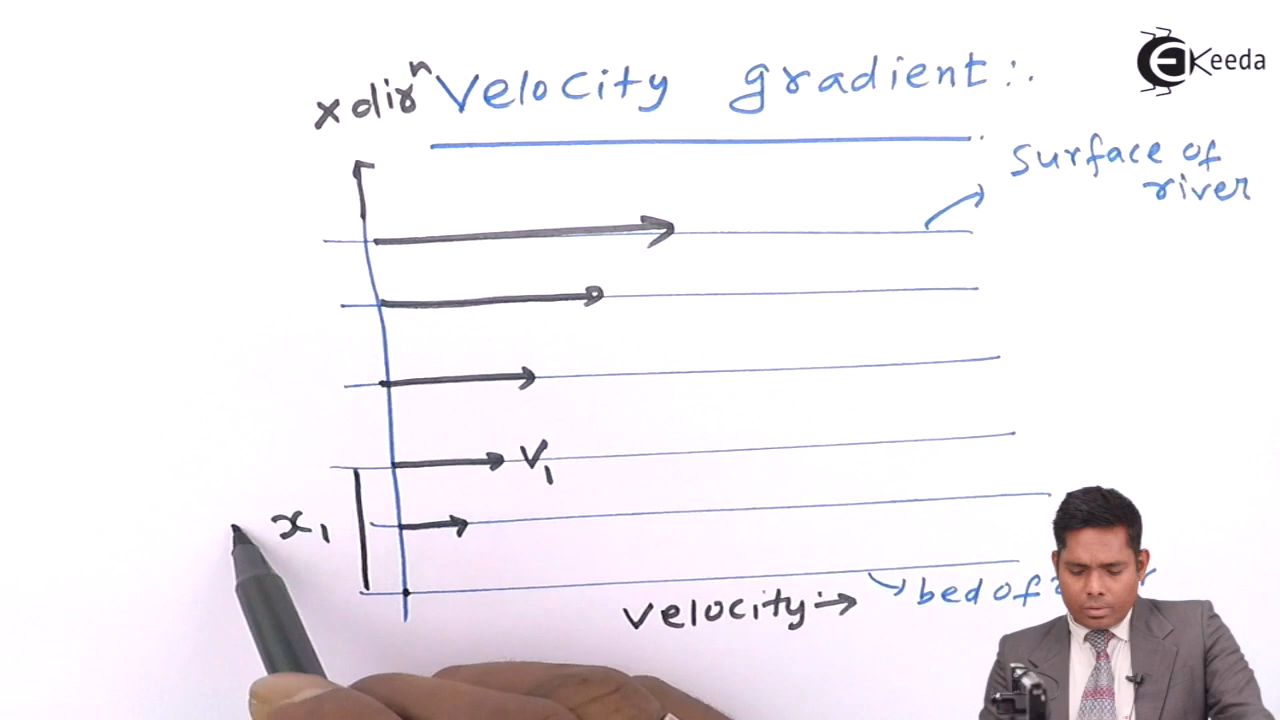 Keeda
x dirⁿ Velocity gradient :.
Surface of
river
V₁
x₁
velocity :→
bed of